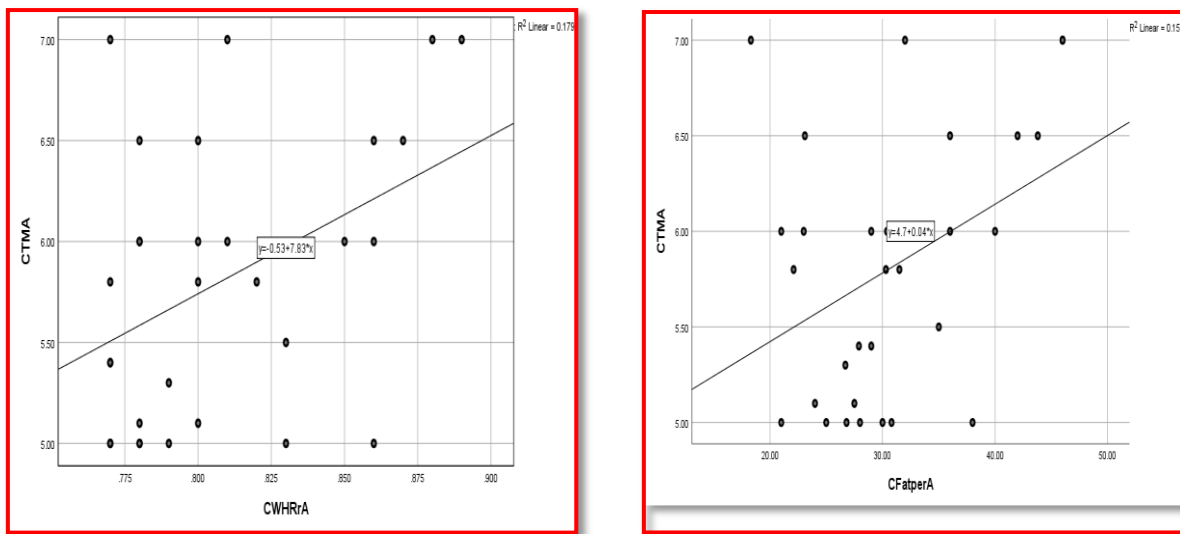 R² Linear = 0.179
7.00
6.50
6.00
5.50
5.00
CTMA
y=-0.53+7.83*x
.775 .800 .825 .850 .875 .900
CWHRrA
R² Linear = 0.15
7.00
6.50
6.00
5.50
5.00
CTMA
y=4.7+0.04*x
20.00 30.00 40.00 50.00
CFatperA